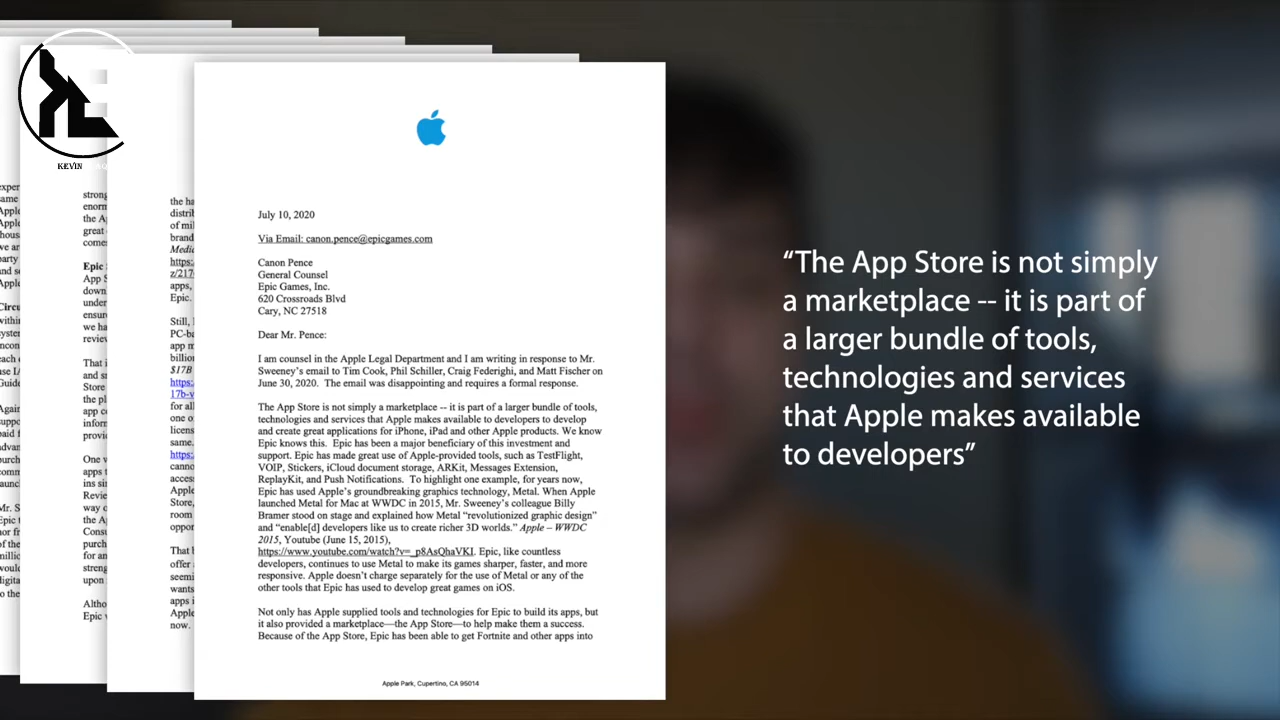 KEVIN
July 10, 2020
Via Email: canon.pence@epicgames.com
Canon Pence
General Counsel
Epic Games, Inc.
620 Crossroads Blvd
Cary, NC 27518
Dear Mr. Pence:
I am counsel in the Apple Legal Department and I am writing in response to Mr.
Sweeney's email to Tim Cook, Phil Schiller, Craig Federighi, and Matt Fischer on
June 30, 2020. The email was disappointing and requires a formal response.
The App Store is not simply a marketplace -- it is part of a larger bundle of tools,
technologies and services that Apple makes available to developers to develop
and create great applications for iPhone, iPad and other Apple products. We know
Epic knows this. Epic has been a major beneficiary of this investment and
support. Epic has made great use of Apple-provided tools, such as TestFlight,
VOIP, Stickers, iCloud document storage, ARKit, Messages Extension,
ReplayKit, and Push Notifications. To highlight one example, for years now,
Epic has used Apple's groundbreaking graphics technology, Metal. When Apple
launched Metal for Mac at WWDC in 2015, Mr. Sweeney's colleague Billy
Bramer stood on stage and explained how Metal "revolutionized graphic design"
and "enable[d] developers like us to create richer 3D worlds." Apple – WWDC
2015, Youtube (June 15, 2015),
https://www.youtube.com/watch?v=_p8AsQhaVKI. Epic, like countless
developers, continues to use Metal to make its games sharper, faster, and more
responsive. Apple doesn't charge separately for the use of Metal or any of the
other tools that Epic has used to develop great games on iOS.
Not only has Apple supplied tools and technologies for Epic to build its apps, but
it also provided a marketplace—the App Store—to help make them a success.
Because of the App Store, Epic has been able to get Fortnite and other apps into
Apple Park, Cupertino, CA 95014
“The App Store is not simply
a marketplace -- it is part of
a larger bundle of tools,
technologies and services
that Apple makes available
to developers”